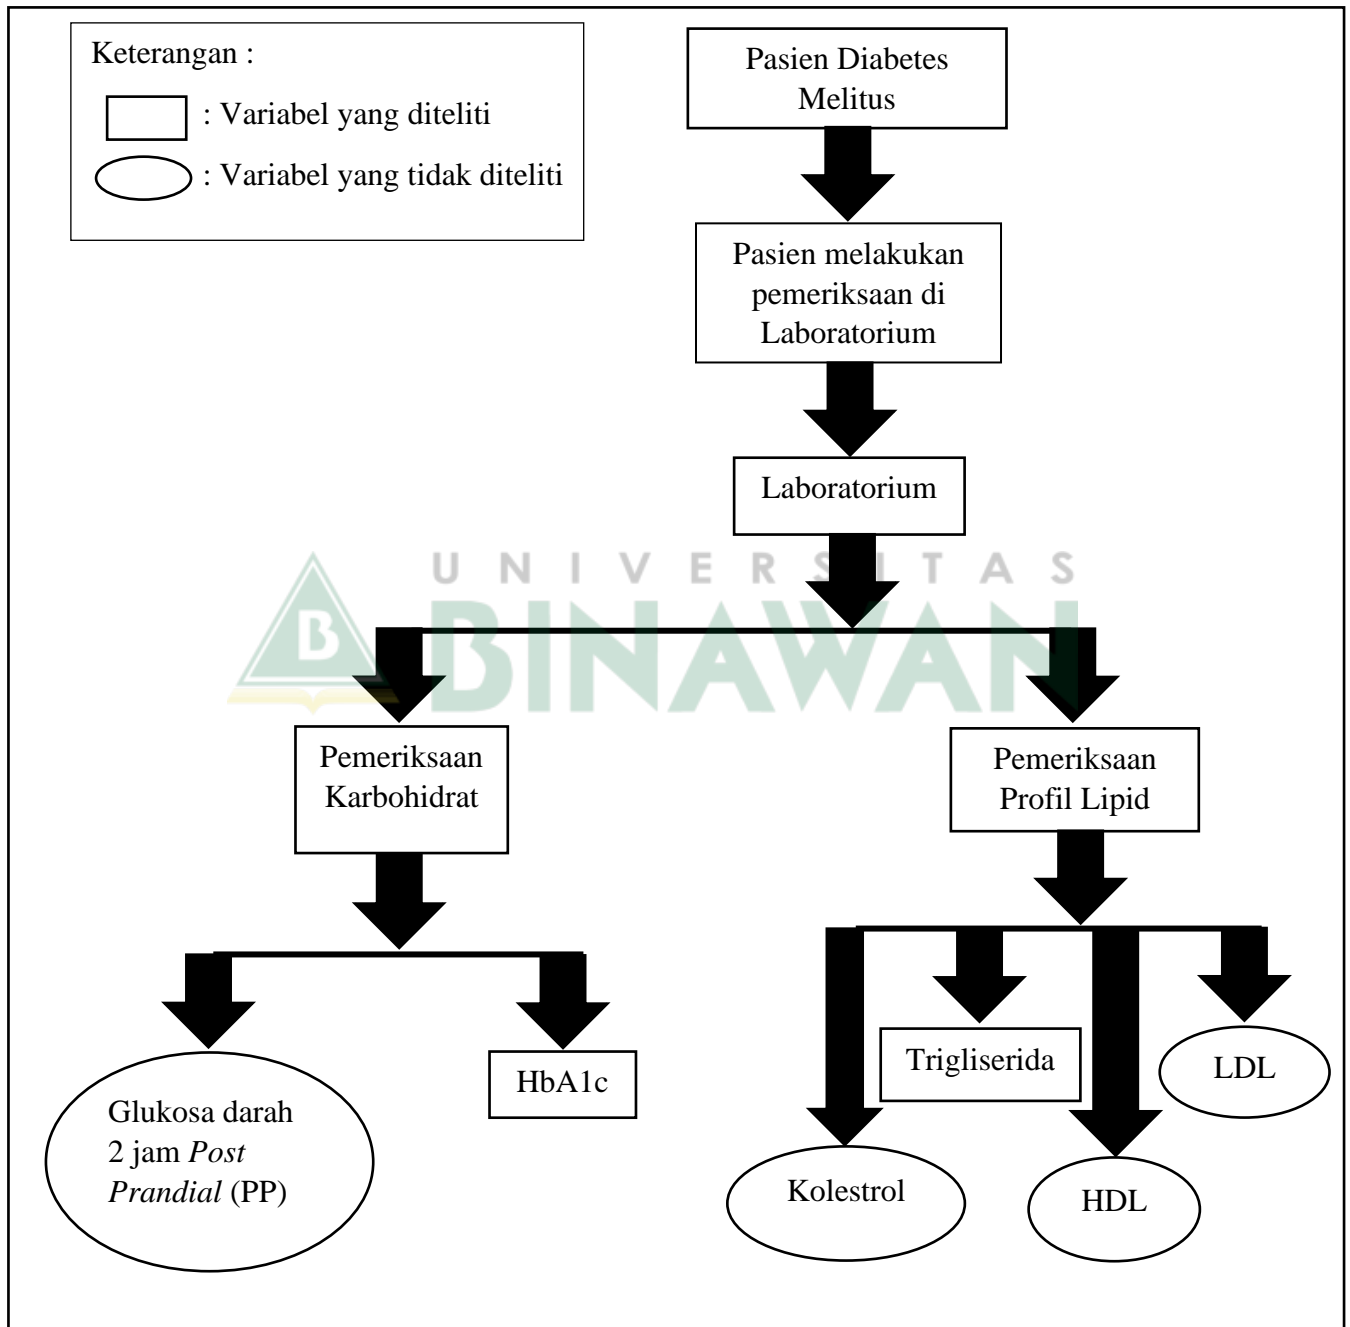 Keterangan :
: Variabel yang diteliti
: Variabel yang tidak diteliti
Pasien Diabetes
Melitus
Pasien melakukan
pemeriksaan di
Laboratorium
Laboratorium
UNIVERSITAS
B
BINAWAN
Pemeriksaan
Karbohidrat
Pemeriksaan
Profil Lipid
Glukosa darah
2 jam Post
Prandial (PP)
HbA1c
Trigliserida
LDL
Kolestrol
HDL